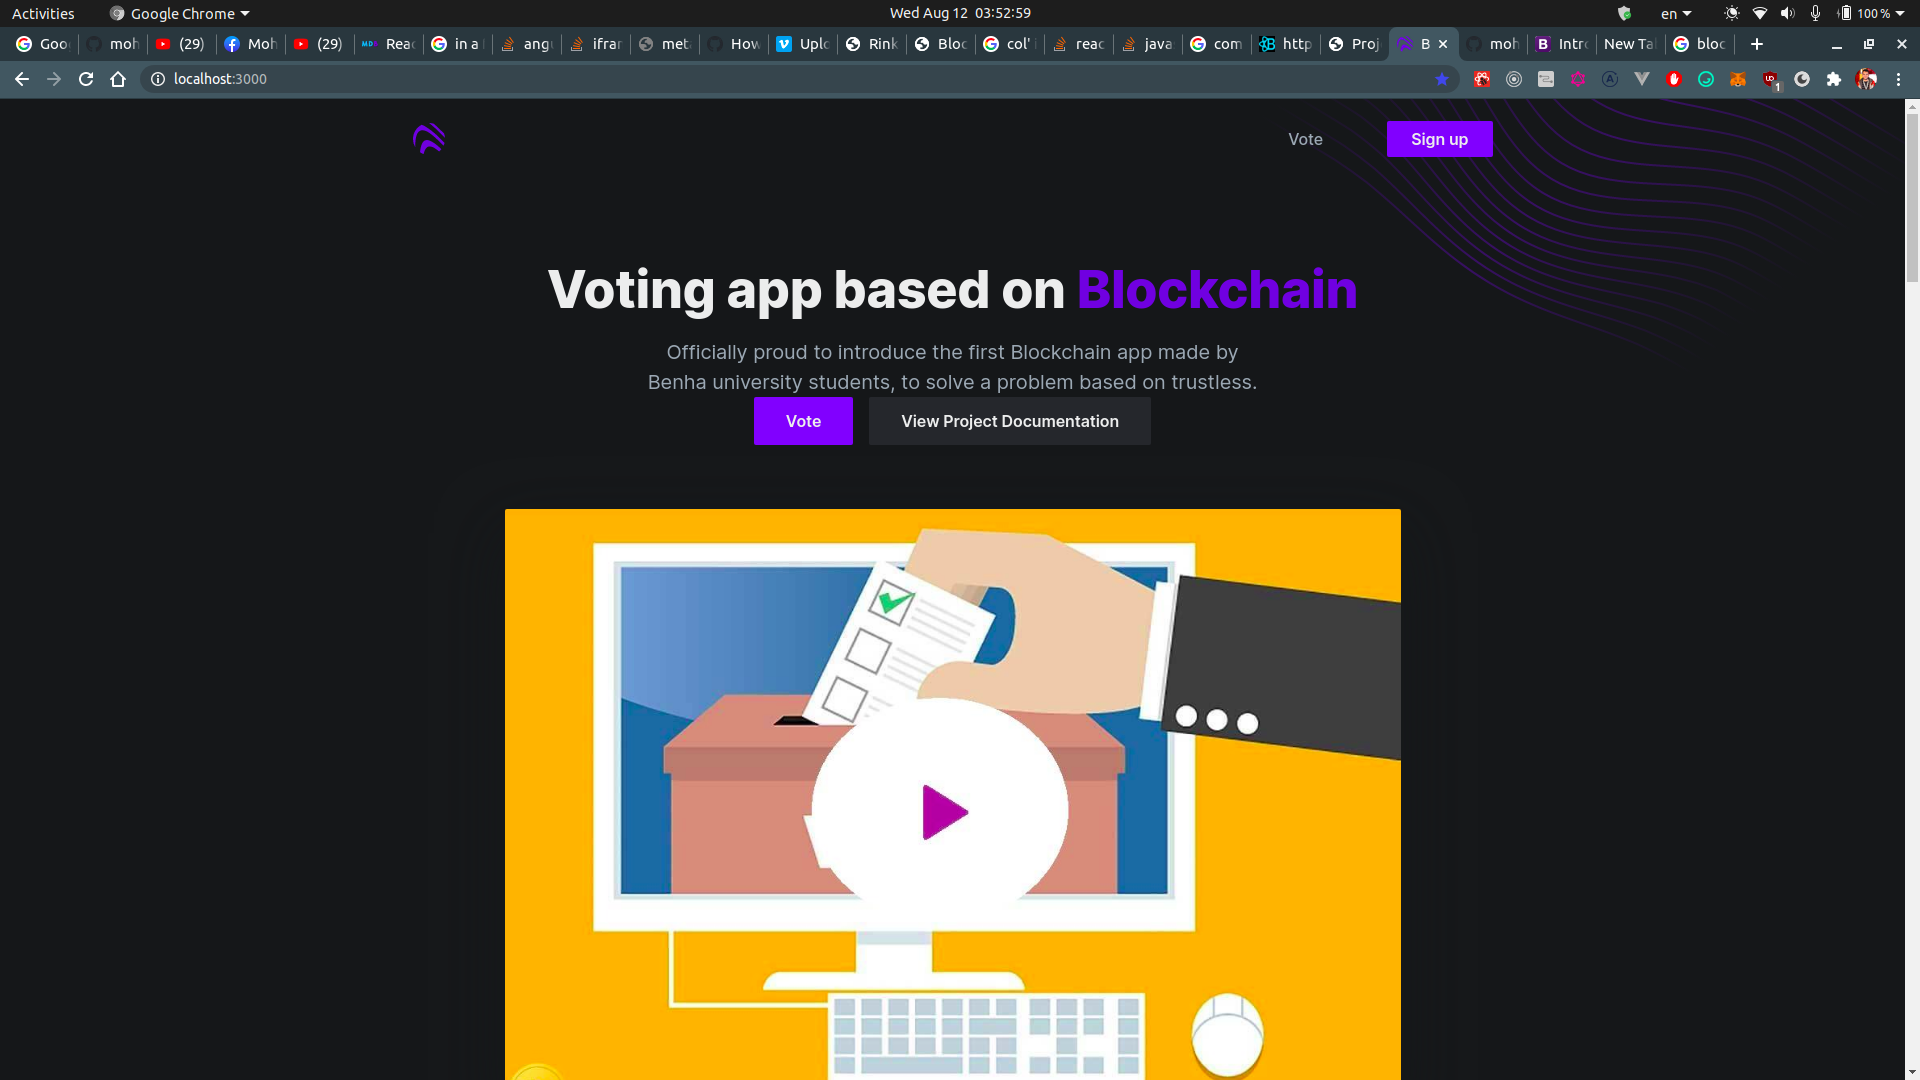 Activities
Google Chrome
Wed Aug 12 03:52:59
en
100 %
Goo
moh
(29)
Moh
(29)
MD
Reac
in a
angu
ifran
met
How
Uplo
Rink
Bloc
col'
reac
java
com
http
Proj
B
moh
Intro
New Ta
bloc
localhost:3000
1
Vote
Sign up
Voting app based on Blockchain
Officially proud to introduce the first Blockchain app made by
Benha university students, to solve a problem based on trustless.
Vote
View Project Documentation